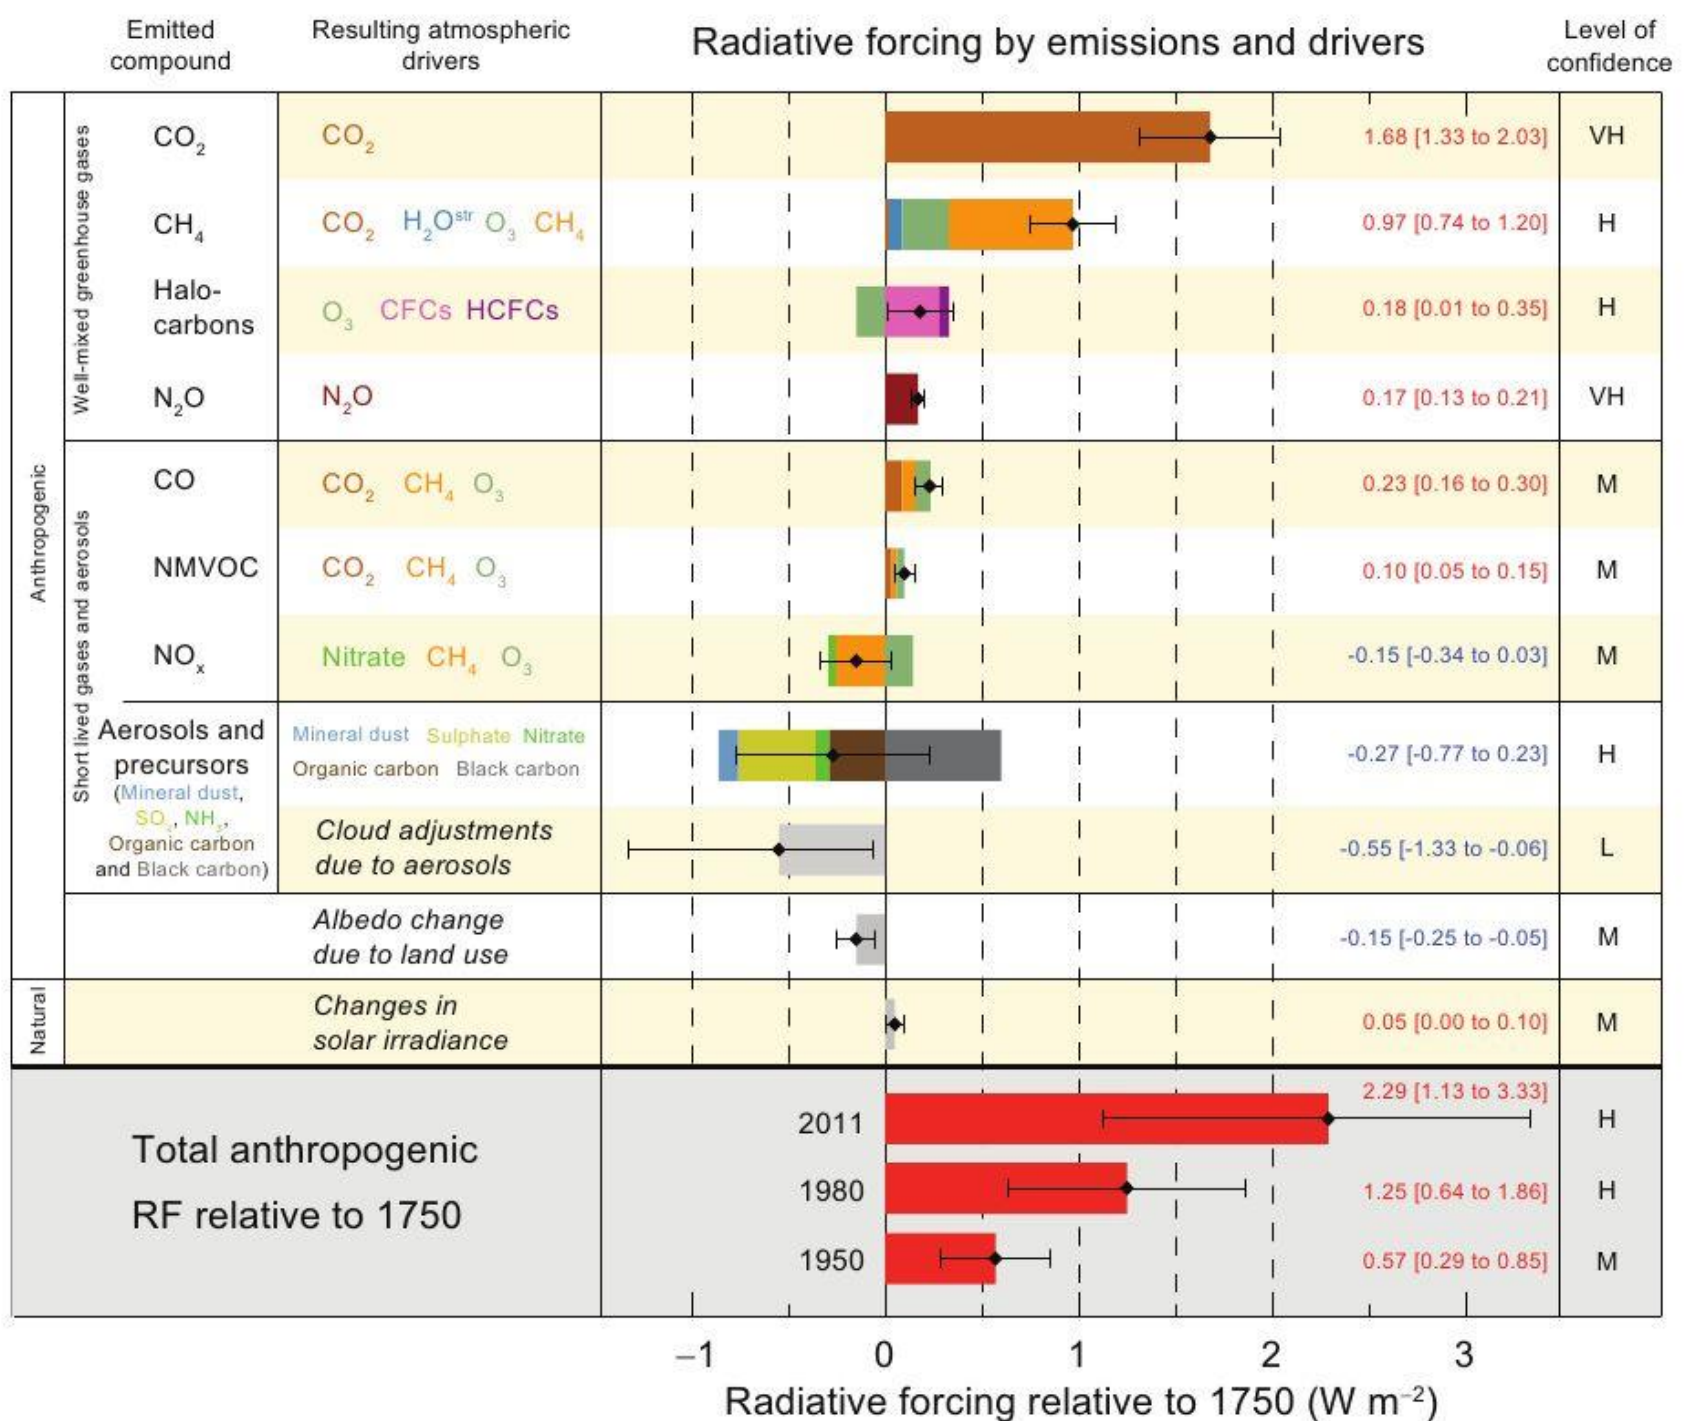 Emitted compound
Resulting atmospheric drivers
Radiative forcing by emissions and drivers
Level of confidence
Anthropogenic
Well-mixed greenhouse gases
CO₂
CO₂
1.68 [1.33 to 2.03]
VH
CH₄
CO₂ H₂Oˢᵗʳ O₃ CH₄
0.97 [0.74 to 1.20]
H
Halo-
carbons
O₃ CFCs HCFCs
0.18 [0.01 to 0.35]
H
N₂O
N₂O
0.17 [0.13 to 0.21]
VH
Short lived gases and aerosols
CO
CO₂ CH₄ O₃
0.23 [0.16 to 0.30]
M
NMVOC
CO₂ CH₄ O₃
0.10 [0.05 to 0.15]
M
NOₓ
Nitrate CH₄ O₃
-0.15 [-0.34 to 0.03]
M
Aerosols and
precursors
(Mineral dust,
SO₂, NH₃,
Organic carbon
and Black carbon)
Mineral dust Sulphate Nitrate
Organic carbon Black carbon
-0.27 [-0.77 to 0.23]
H
Cloud adjustments
due to aerosols
-0.55 [-1.33 to -0.06]
L
Albedo change
due to land use
-0.15 [-0.25 to -0.05]
M
Natural
Changes in
solar irradiance
0.05 [0.00 to 0.10]
M
Total anthropogenic
RF relative to 1750
2011
2.29 [1.13 to 3.33]
H
1980
1.25 [0.64 to 1.86]
H
1950
0.57 [0.29 to 0.85]
M
−1 0 1 2 3
Radiative forcing relative to 1750 (W m⁻²)